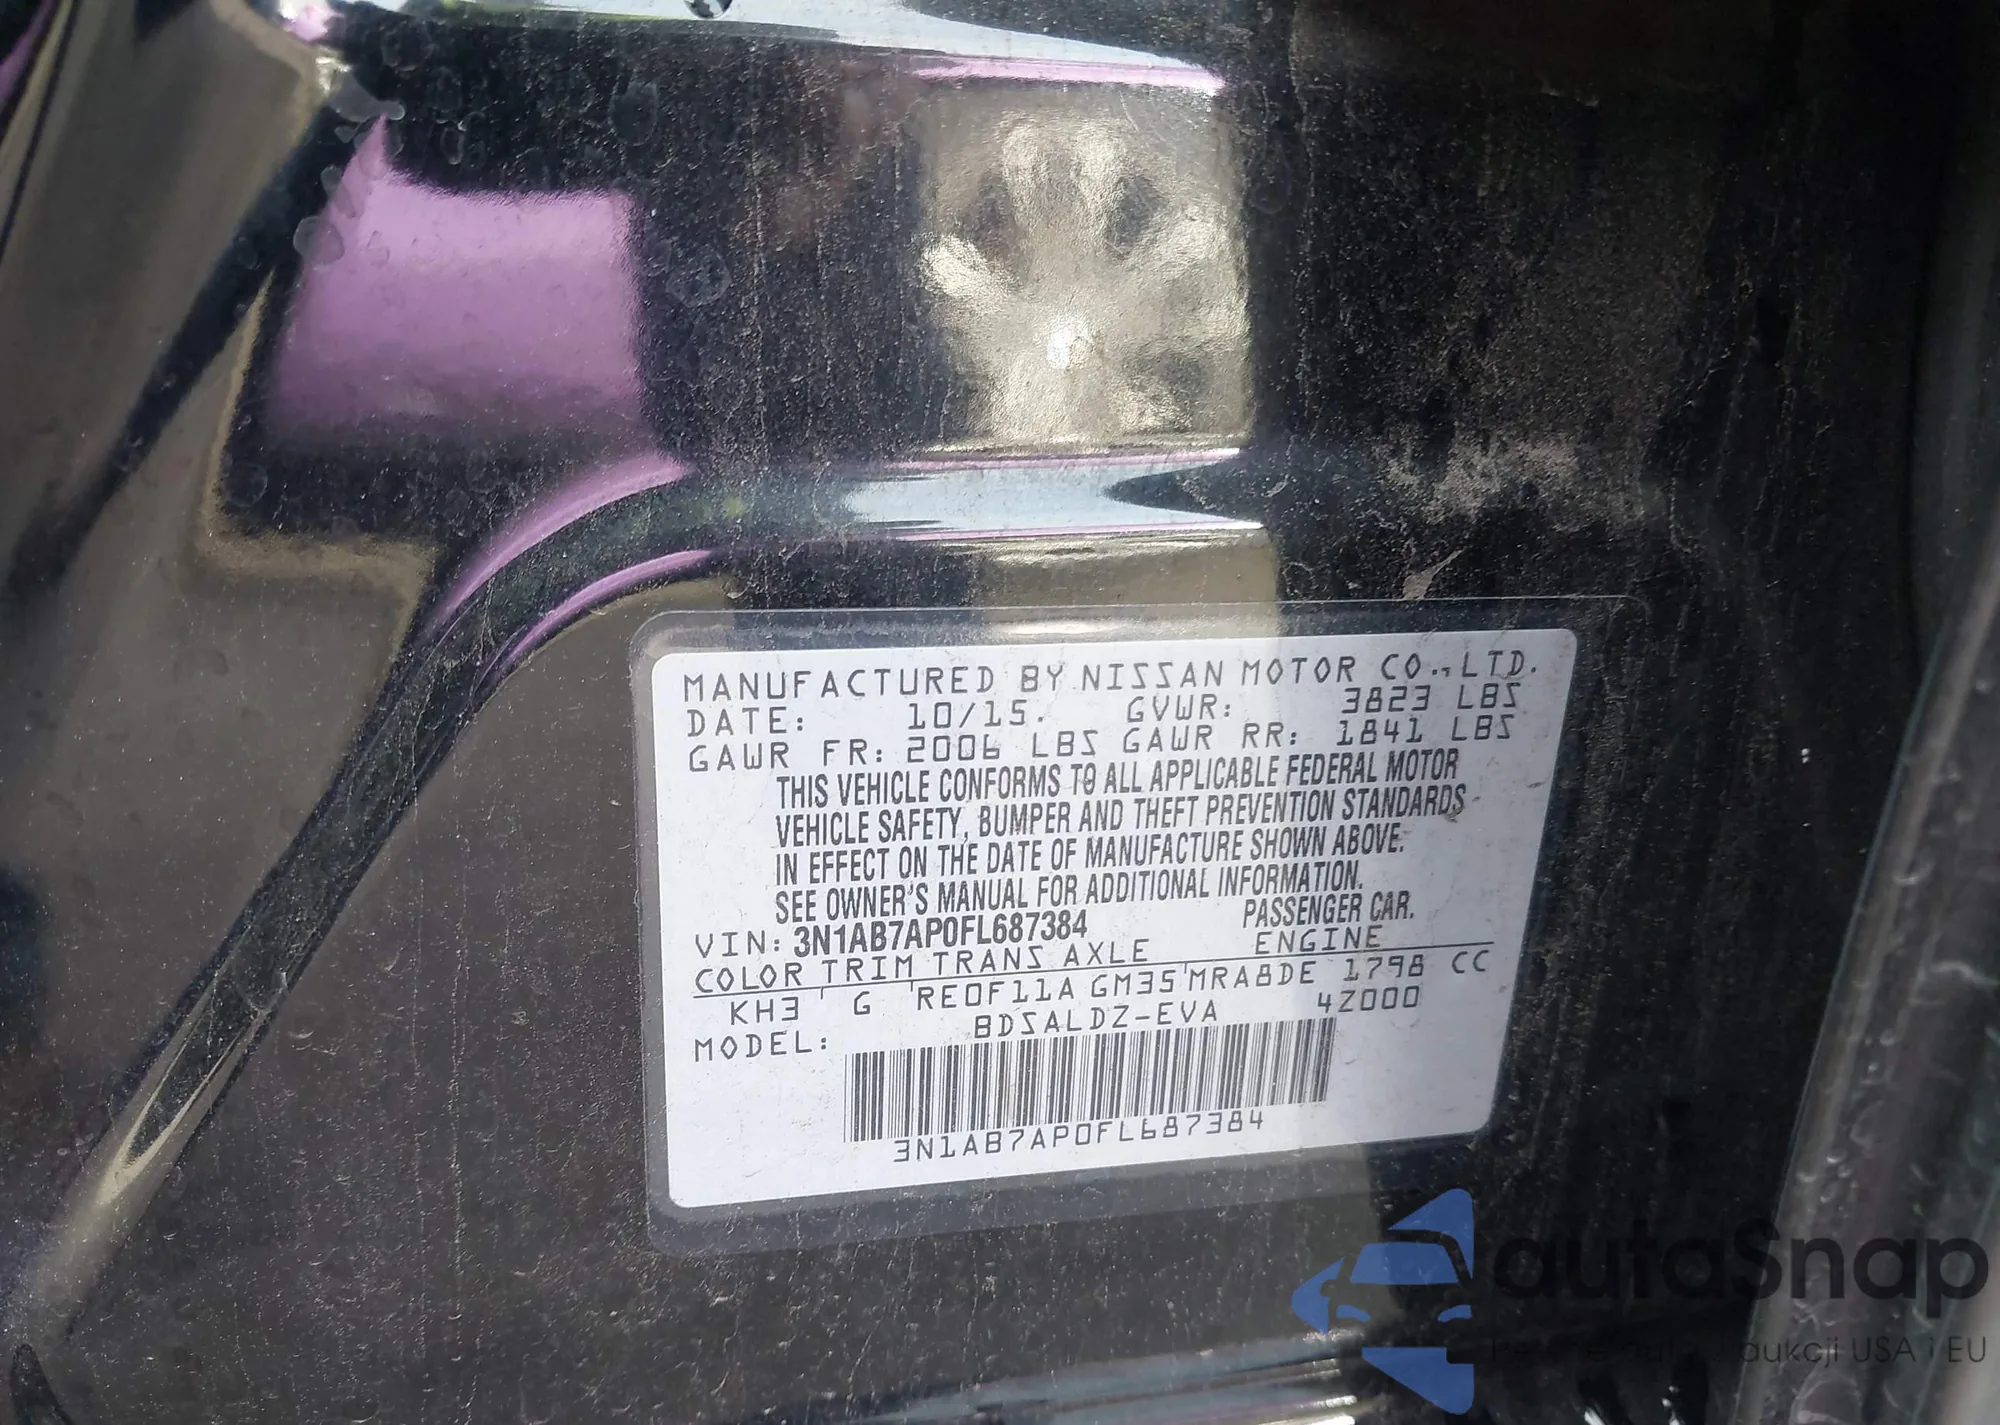 MANUFACTURED BY NISSAN MOTOR CO., LTD.
DATE: 10/15. GVWR: 3823 LBS
GAWR FR: 2006 LBS GAWR RR: 1841 LBS
THIS VEHICLE CONFORMS TO ALL APPLICABLE FEDERAL MOTOR
VEHICLE SAFETY, BUMPER AND THEFT PREVENTION STANDARDS
IN EFFECT ON THE DATE OF MANUFACTURE SHOWN ABOVE.
SEE OWNER'S MANUAL FOR ADDITIONAL INFORMATION.
VIN: 3N1AB7AP0FL687384 PASSENGER CAR.
COLOR TRIM TRANS AXLE ENGINE
KH3 G RE0F11A GM35 MRA8DE 1798 CC
MODEL: BDSALDZ-EVA 4Z000
3N1AB7AP0FL687384
autoSnap
aukcji USA i EU